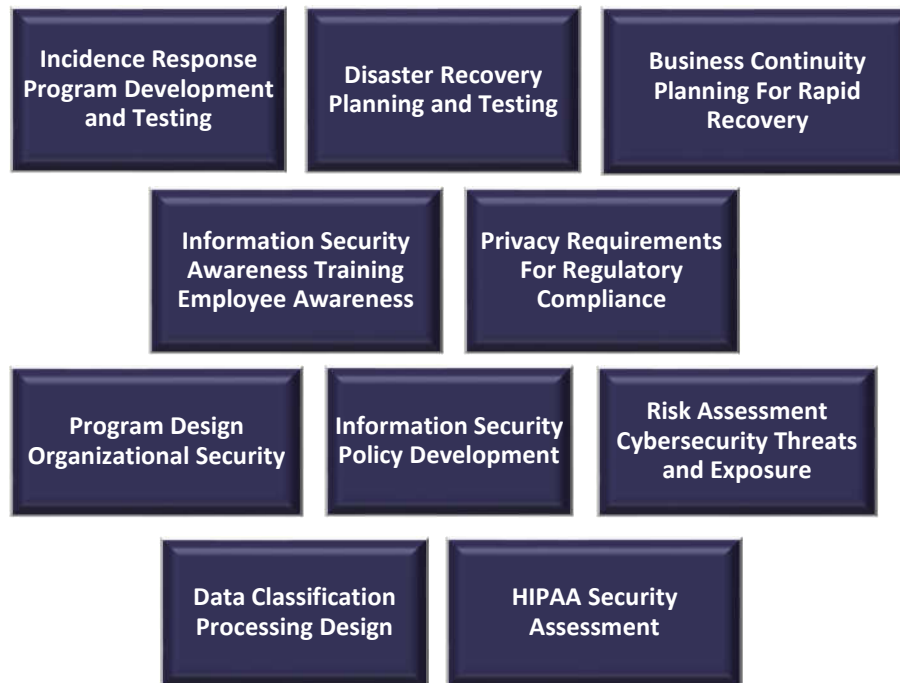 Incidence Response
Program Development
and Testing
Disaster Recovery
Planning and Testing
Business Continuity
Planning For Rapid
Recovery
Information Security
Awareness Training
Employee Awareness
Privacy Requirements
For Regulatory
Compliance
Program Design
Organizational Security
Information Security
Policy Development
Risk Assessment
Cybersecurity Threats
and Exposure
Data Classification
Processing Design
HIPAA Security
Assessment